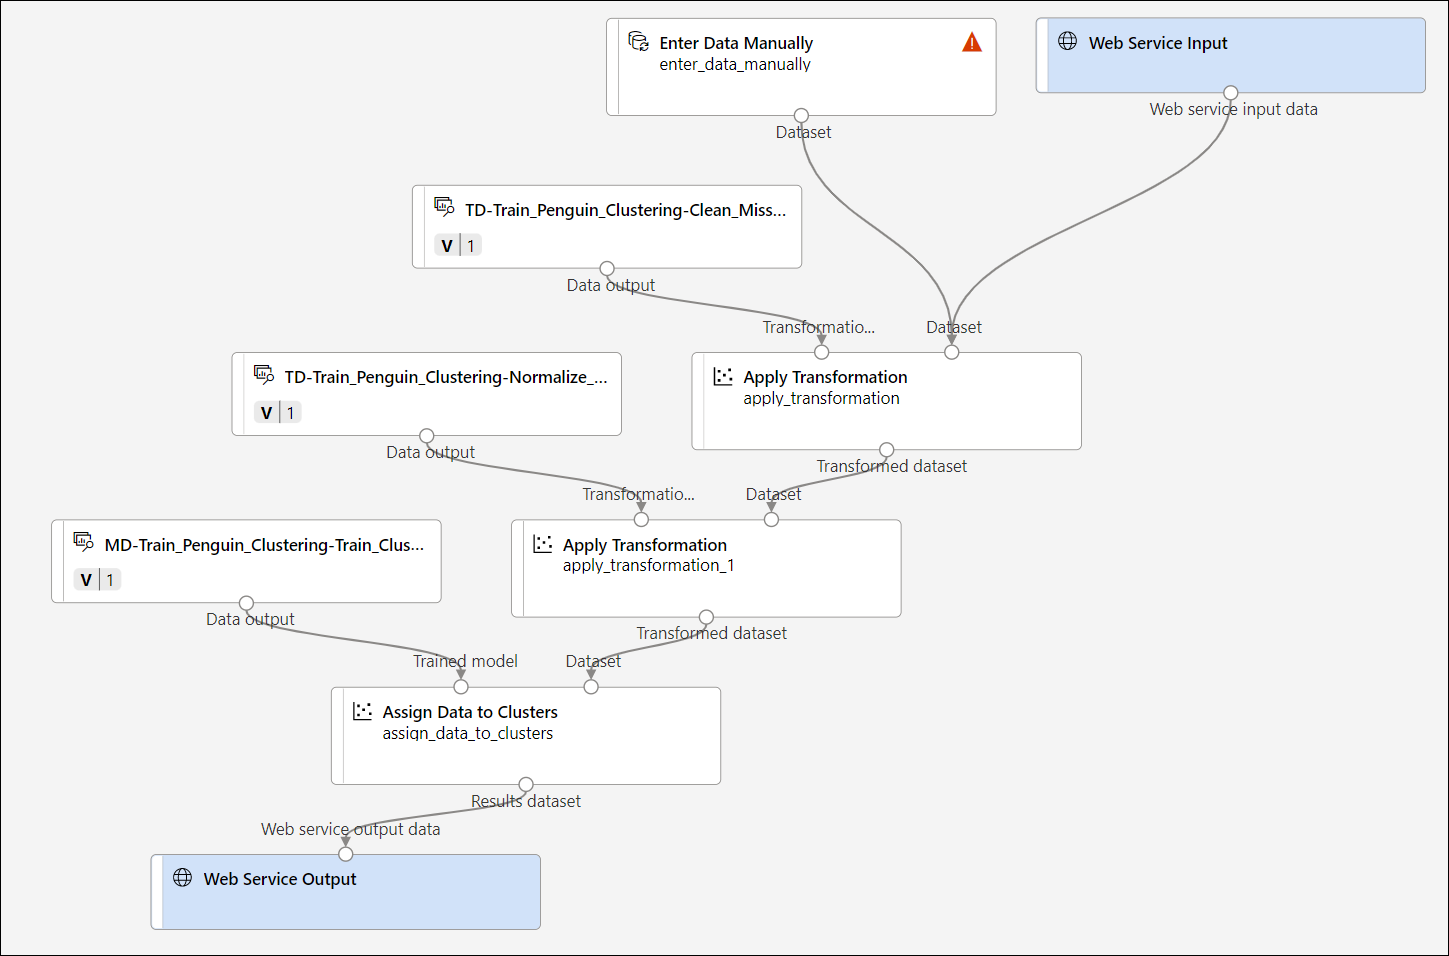 Enter Data Manually
enter_data_manually
Dataset
Web Service Input
Web service input data
TD-Train_Penguin_Clustering-Clean_Miss...
V 1
Data output
Transformatio...
Dataset
TD-Train_Penguin_Clustering-Normalize_...
V 1
Data output
Apply Transformation
apply_transformation
Transformed dataset
Transformatio...
Dataset
MD-Train_Penguin_Clustering-Train_Clus...
V 1
Data output
Apply Transformation
apply_transformation_1
Transformed dataset
Trained model
Dataset
Assign Data to Clusters
assign_data_to_clusters
Results dataset
Web service output data
Web Service Output